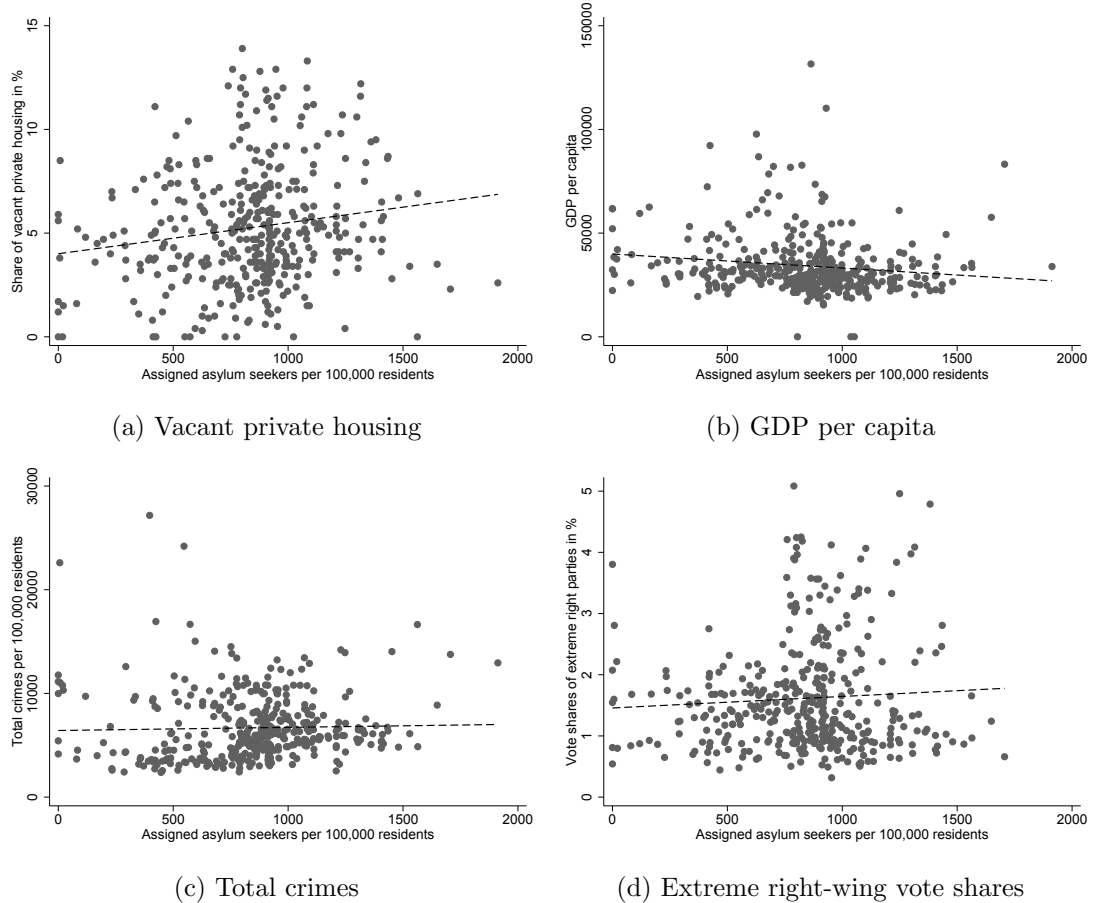 15
10
5
0
Share of vacant private housing in %
0 500 1000 1500 2000
Assigned asylum seekers per 100,000 residents
(a) Vacant private housing
150000
100000
50000
0
GDP per capita
0 500 1000 1500 2000
Assigned asylum seekers per 100,000 residents
(b) GDP per capita
30000
20000
10000
0
Total crimes per 100,000 residents
0 500 1000 1500 2000
Assigned asylum seekers per 100,000 residents
(c) Total crimes
5
4
3
2
1
0
Vote shares of extreme right parties in %
0 500 1000 1500 2000
Assigned asylum seekers per 100,000 residents
(d) Extreme right-wing vote shares